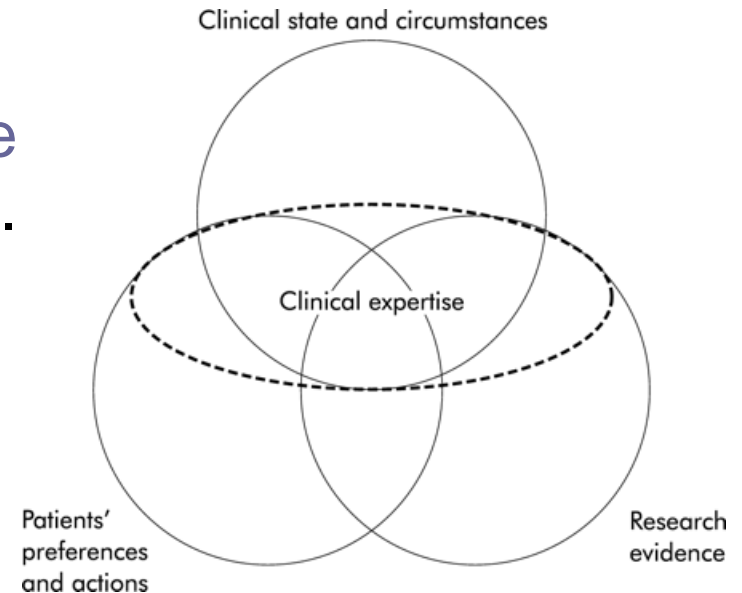 Clinical state and circumstances
e
.
Clinical expertise
Patients’
preferences
and actions
Research
evidence